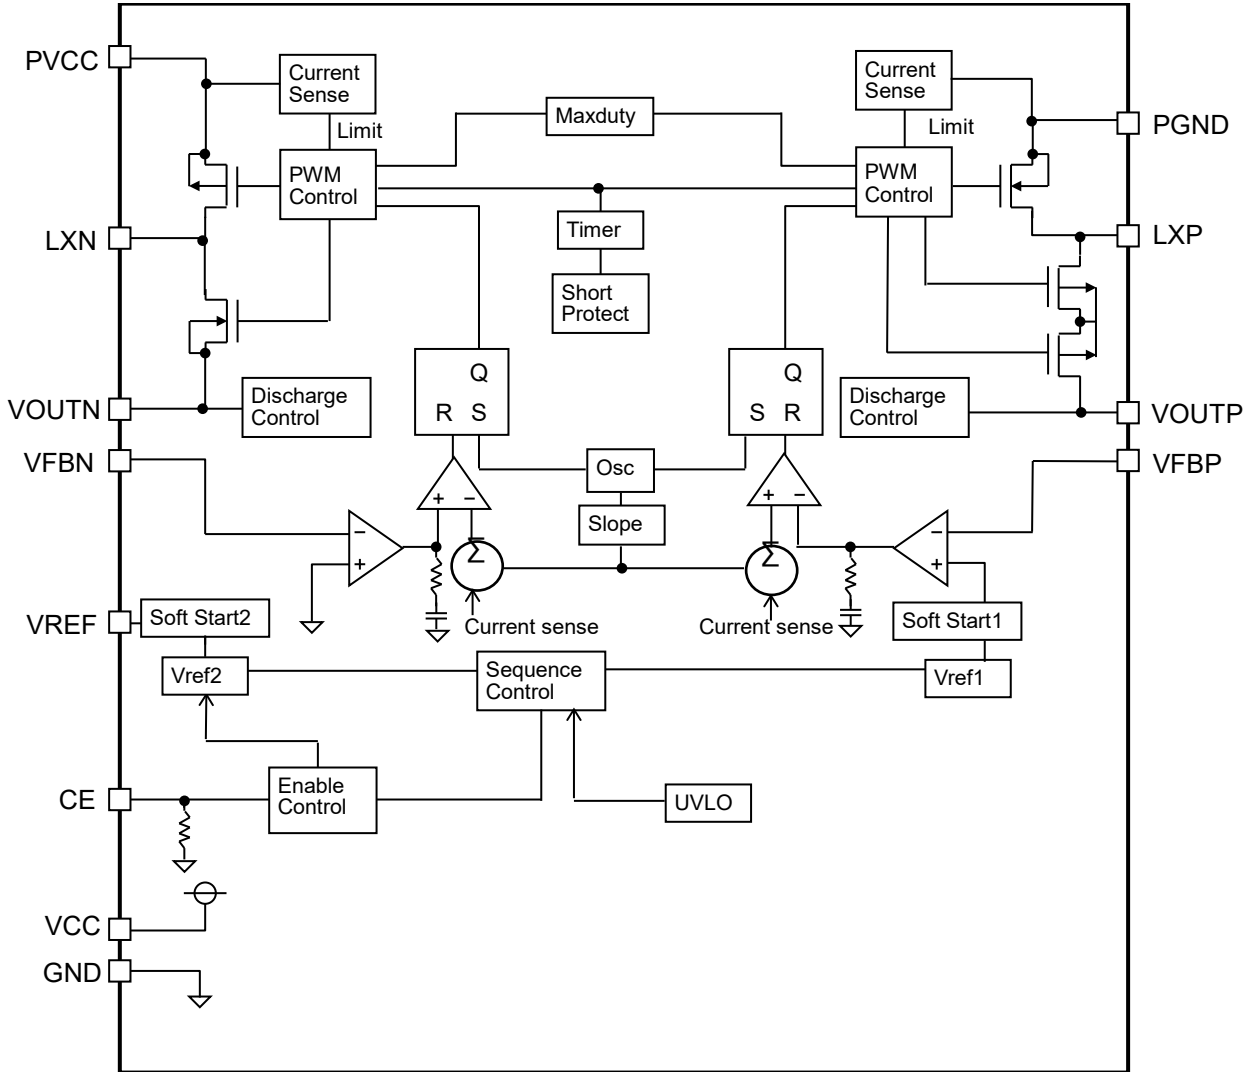 PVCC
Current
Sense
Limit
PWM
Control
Maxduty
Current
Sense
Limit
PWM
Control
PGND
LXN
Timer
Short
Protect
LXP
Q
R S
Q
S R
VOUTN
Discharge
Control
Discharge
Control
VOUTP
VFBN
Osc
VFBP
+ −
+ −
Slope
−
+
Σ
Σ
−
+
VREF
Soft Start2
Current sense
Current sense
Soft Start1
Vref2
Sequence
Control
Vref1
CE
Enable
Control
UVLO
VCC
GND